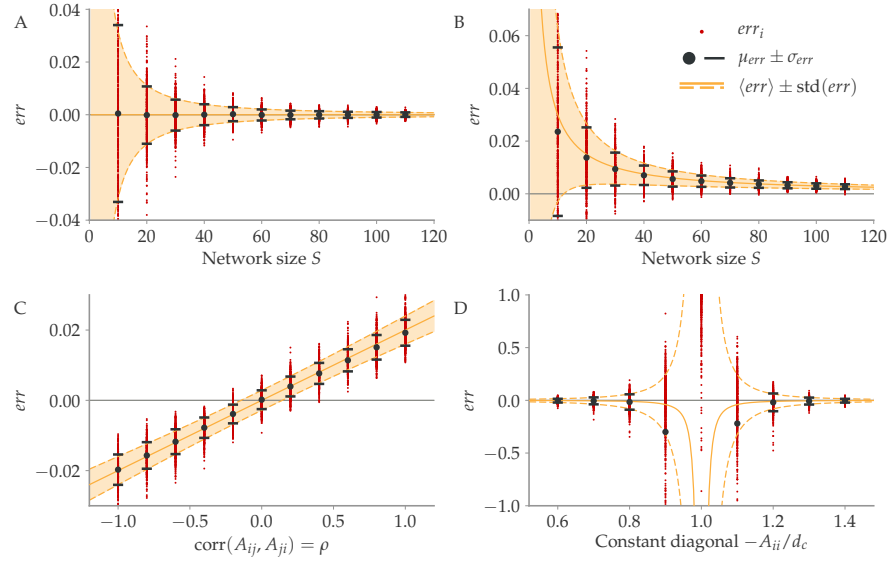 A
0.04
0.02
0.00
−0.02
−0.04
err
0 20 40 60 80 100 120
Network size S
B
0.06
0.04
0.02
0.00
err
0 20 40 60 80 100 120
Network size S
err_i
μ_err ± σ_err
⟨err⟩ ± std(err)
C
0.02
0.00
−0.02
err
−1.0 −0.5 0.0 0.5 1.0
corr(A_ij, A_ji) = ρ
D
1.0
0.5
0.0
−0.5
−1.0
err
0.6 0.8 1.0 1.2 1.4
Constant diagonal −A_ii/d_c